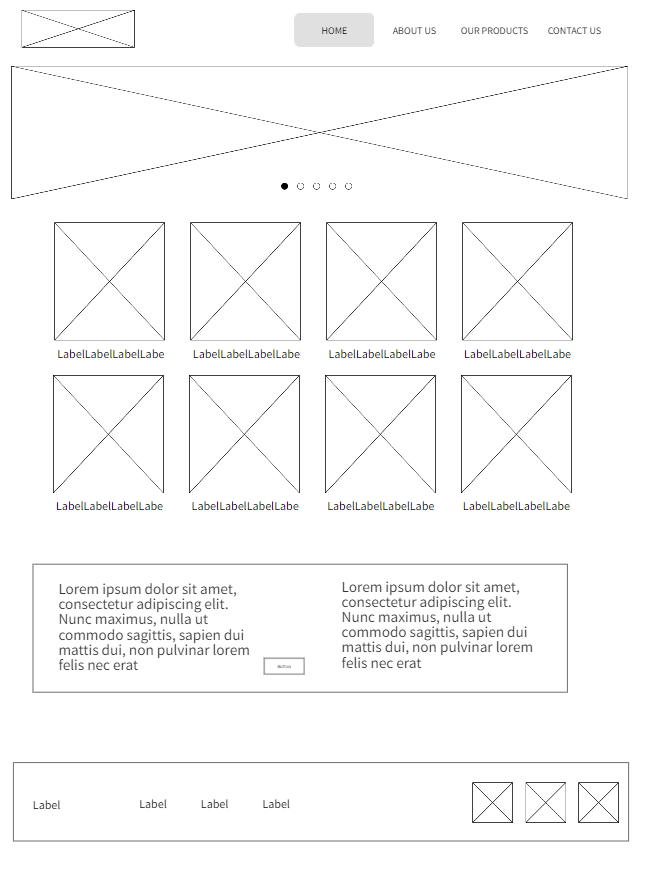 HOME ABOUT US OUR PRODUCTS CONTACT US
LabelLabelLabelLabe LabelLabelLabelLabe LabelLabelLabelLabe LabelLabelLabelLabe
LabelLabelLabelLabe LabelLabelLabelLabe LabelLabelLabelLabe LabelLabelLabelLabe
Lorem ipsum dolor sit amet,
consectetur adipiscing elit.
Nunc maximus, nulla ut
commodo sagittis, sapien dui
mattis dui, non pulvinar lorem
felis nec erat
Button
Lorem ipsum dolor sit amet,
consectetur adipiscing elit.
Nunc maximus, nulla ut
commodo sagittis, sapien dui
mattis dui, non pulvinar lorem
felis nec erat
Label Label Label Label